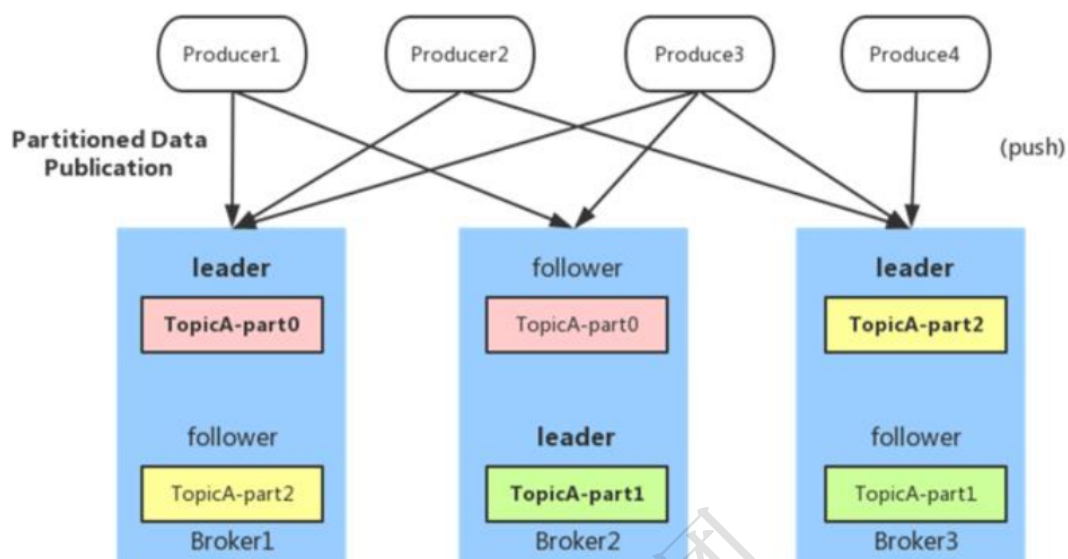 Producer1
Producer2
Produce3
Produce4
Partitioned Data
Publication
(push)
leader
follower
leader
TopicA-part0
TopicA-part0
TopicA-part2
follower
leader
follower
TopicA-part2
TopicA-part1
TopicA-part1
Broker1
Broker2
Broker3